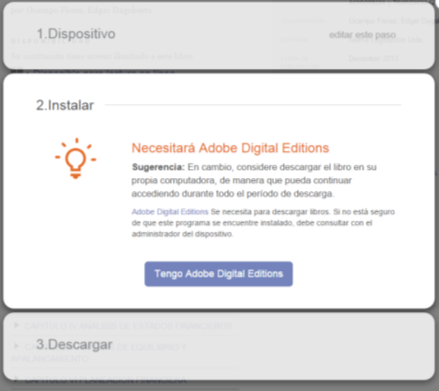 1.Dispositivo
editar este paso
2.Instalar
Necesitará Adobe Digital Editions
Sugerencia: En cambio, considere descargar el libro en su
propia computadora, de manera que pueda continuar
accediendo durante todo el período de descarga.
Adobe Digital Editions Se necesita para descargar libros. Si no está seguro
de que este programa se encuentre instalado, debe consultar con el
administrador del dispositivo.
Tengo Adobe Digital Editions
3.Descargar